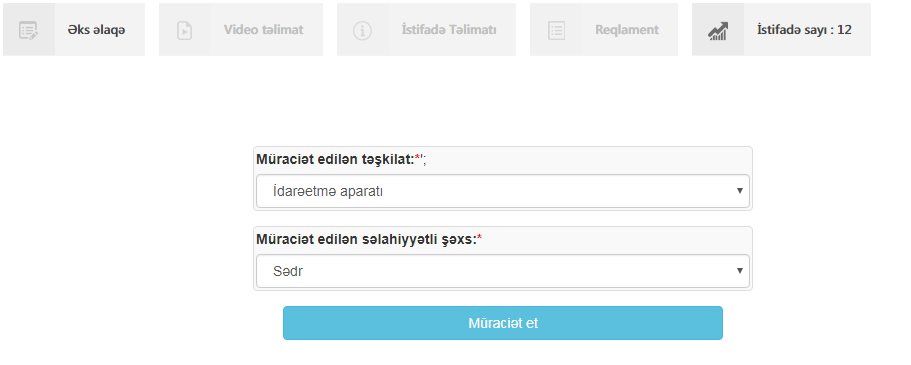 Əks əlaqə
Video təlimat
İstifadə Təlimatı
Reqlament
İstifadə sayı : 12
Müraciət edilən təşkilat:*';
İdarəetmə aparatı
Müraciət edilən səlahiyyətli şəxs:*
Sədr
Müraciət et